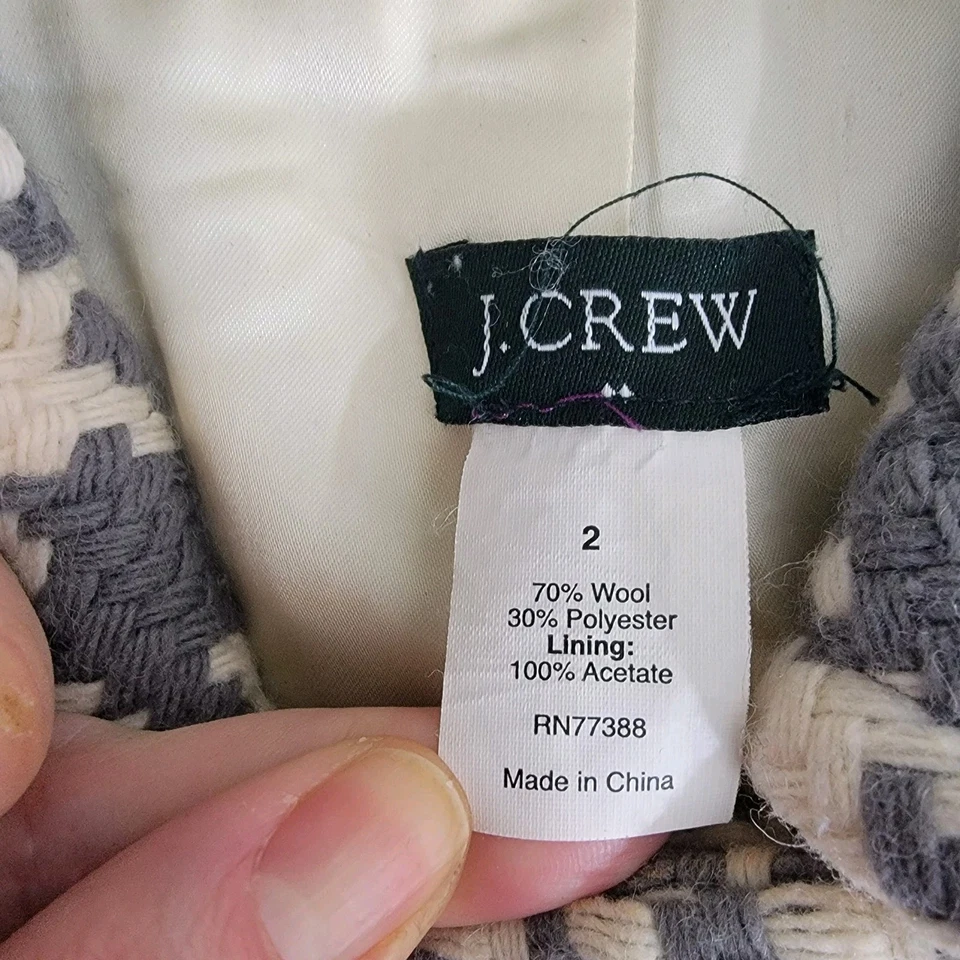 J.CREW
2
70% Wool
30% Polyester
Lining:
100% Acetate
RN77388
Made in China